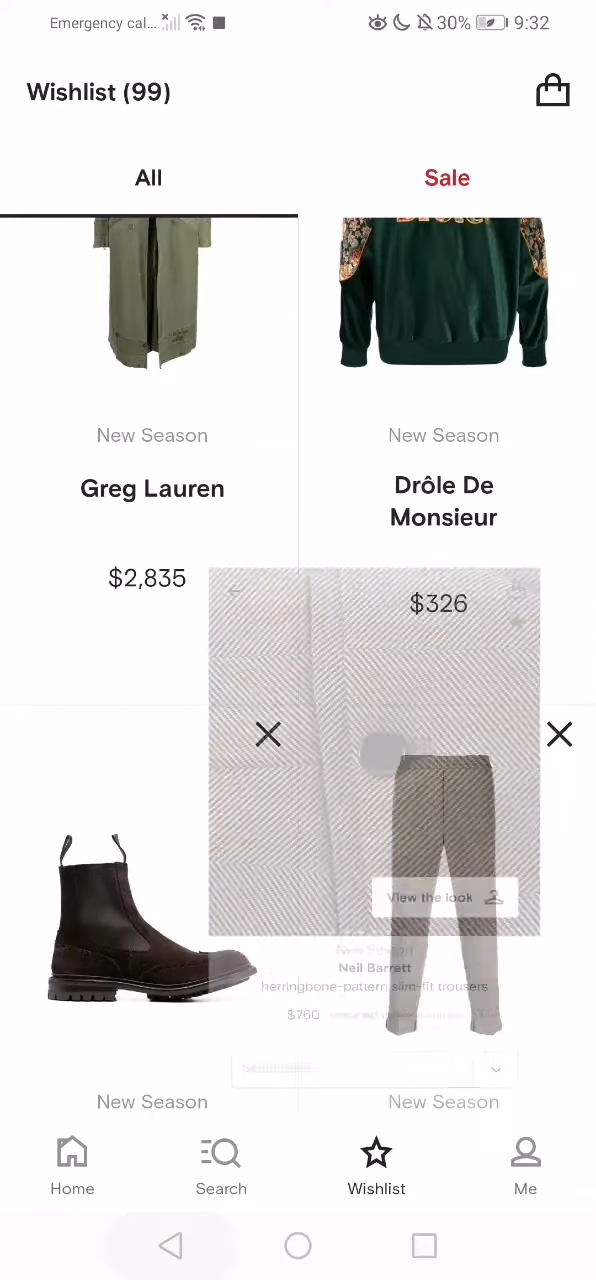 Emergency cal... 30% 9:32
Wishlist (99)
All Sale
New Season New Season
Greg Lauren Drôle De
Monsieur
$2,835 $326
View the look
New Season
Neil Barrett
herringbone-pattern slim-fit trousers
$760
New Season New Season
Home Search Wishlist Me